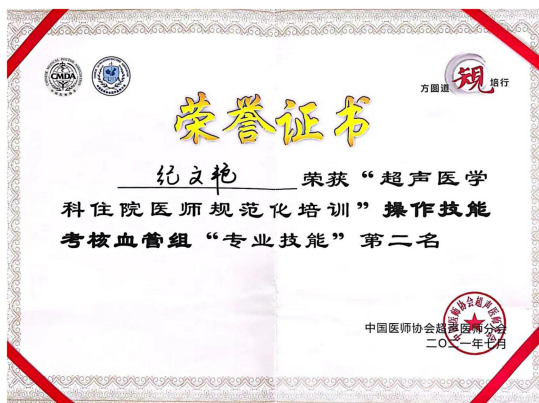 CMDA
方圆道 规 培行
荣誉证书
纪文艳 荣获“超声医学
科住院医师规范化培训”操作技能
考核血管组“专业技能”第二名
中国医师协会超声医师分会
二〇二一年七月